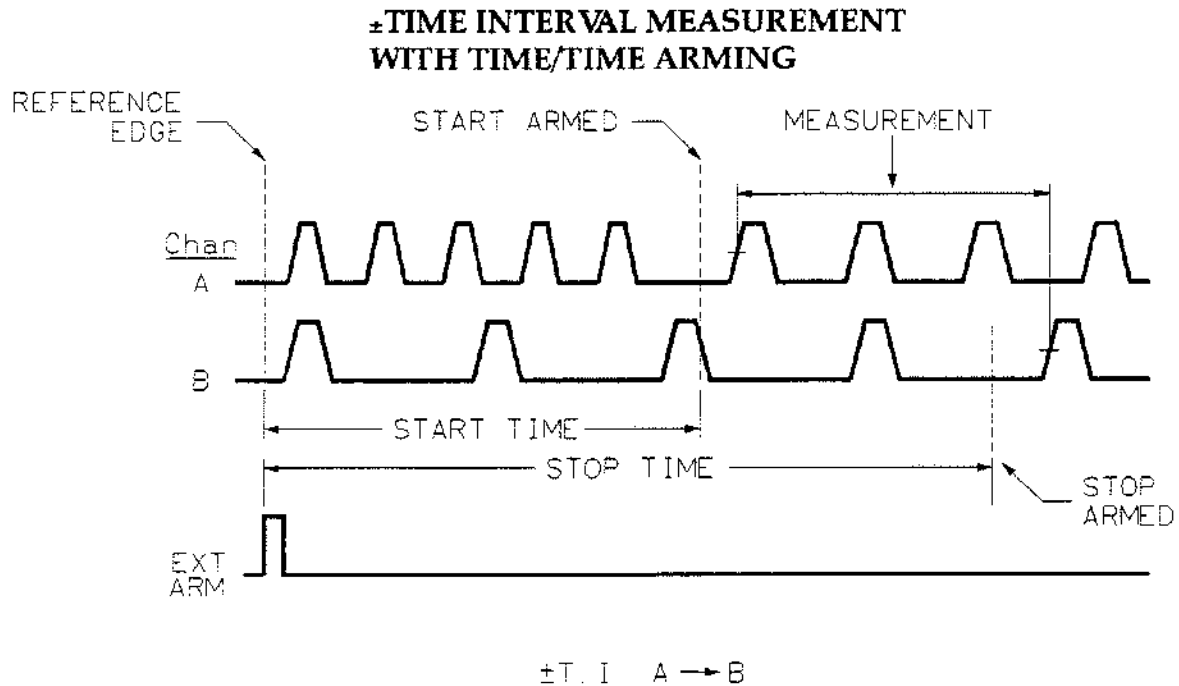 ±TIME INTERVAL MEASUREMENT
WITH TIME/TIME ARMING
REFERENCE
EDGE
START ARMED
MEASUREMENT
Chan
A
B
START TIME
STOP TIME
STOP
ARMED
EXT
ARM
±T.I A → B